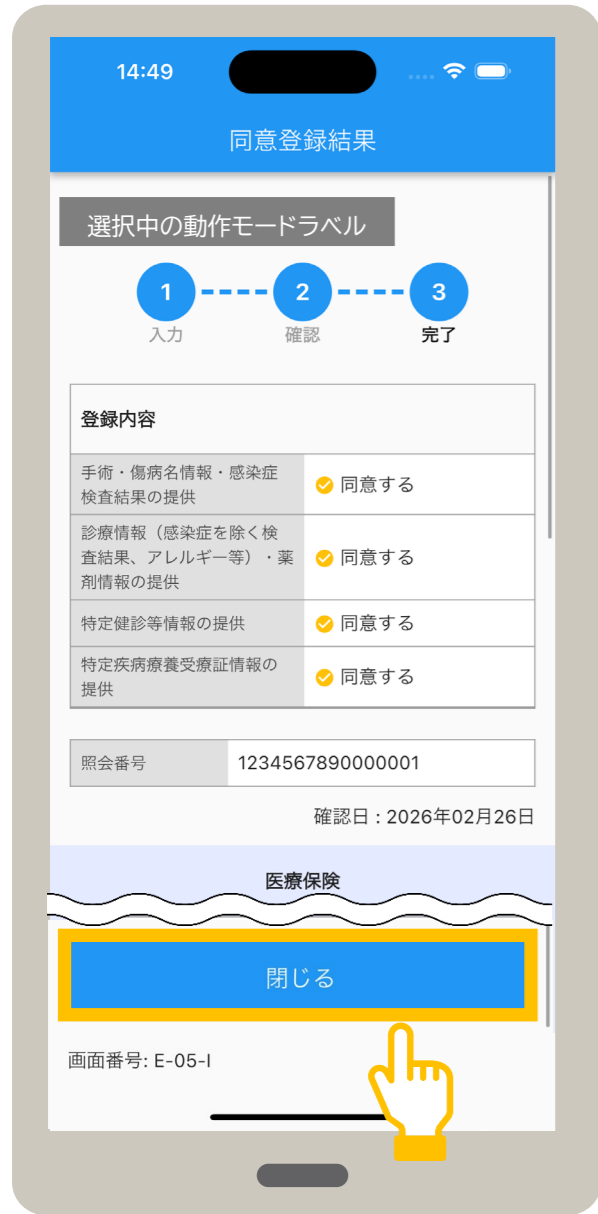 14:49
同意登録結果
選択中の動作モードラベル
1 2 3
入力 確認 完了
登録内容
手術・傷病名情報・感染症
検査結果の提供
同意する
診療情報（感染症を除く検
査結果、アレルギー等）・薬
剤情報の提供
同意する
特定健診等情報の提供
同意する
特定疾病療養受療証情報の
提供
同意する
照会番号 1234567890000001
確認日：2026年02月26日
医療保険
閉じる
画面番号: E-05-I